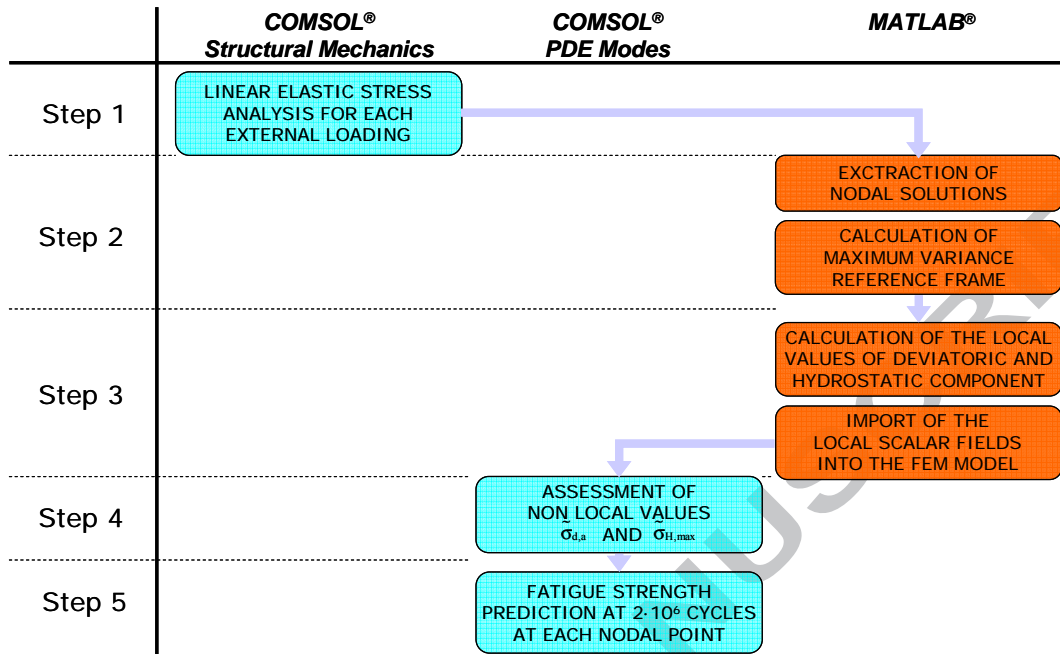 COMSOL®
Structural Mechanics
COMSOL®
PDE Modes
MATLAB®
Step 1
LINEAR ELASTIC STRESS
ANALYSIS FOR EACH
EXTERNAL LOADING
Step 2
EXCTRACTION OF
NODAL SOLUTIONS
CALCULATION OF
MAXIMUM VARIANCE
REFERENCE FRAME
Step 3
CALCULATION OF THE LOCAL
VALUES OF DEVIATORIC AND
HYDROSTATIC COMPONENT
IMPORT OF THE
LOCAL SCALAR FIELDS
INTO THE FEM MODEL
Step 4
ASSESSMENT OF
NON LOCAL VALUES
σ̃d,a AND σ̃H,max
Step 5
FATIGUE STRENGTH
PREDICTION AT 2·10⁶ CYCLES
AT EACH NODAL POINT
NUSCRI